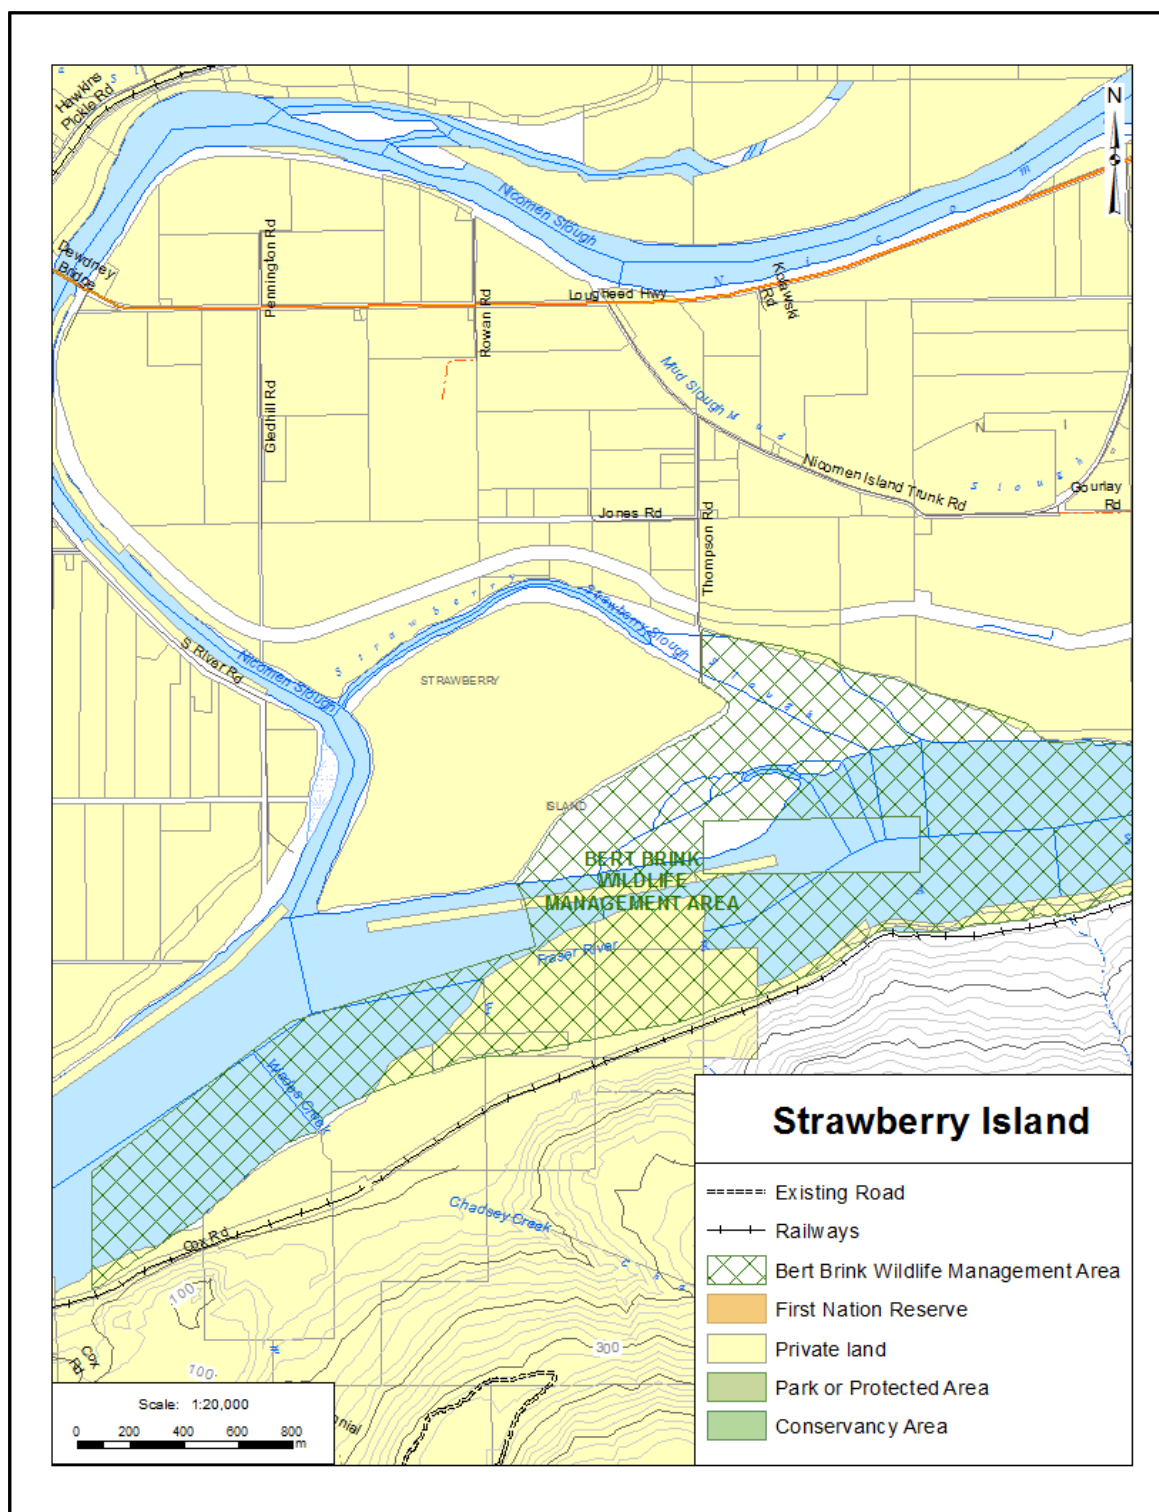 Hawkins
Pickle Rd
N
Nicomen Slough
N i c o m
Dewdney
Bridge
Pennington Rd
Rowan Rd
Lougheed Hwy
Kotawski
Rd
Gledhill Rd
Mud Slough
M u d
S l o u g h
N I s
Nicomen Island Trunk Rd
Gourlay
Rd
Jones Rd
Thompson Rd
S t r a w b e r r y
Strawberry Slough
S l o u g h
S River Rd
Nicomen Slough
STRAWBERRY
ISLAND
BERT BRINK
WILDLIFE
MANAGEMENT AREA
Fraser River
F
R
s
Wades Creek
Chadsey Creek
Cox Rd
100
100
300
Cox
Rd
Strawberry Island
Existing Road
Railways
Bert Brink Wildlife Management Area
First Nation Reserve
Private land
Park or Protected Area
Conservancy Area
Scale: 1:20,000
0 200 400 600 800
m
nial